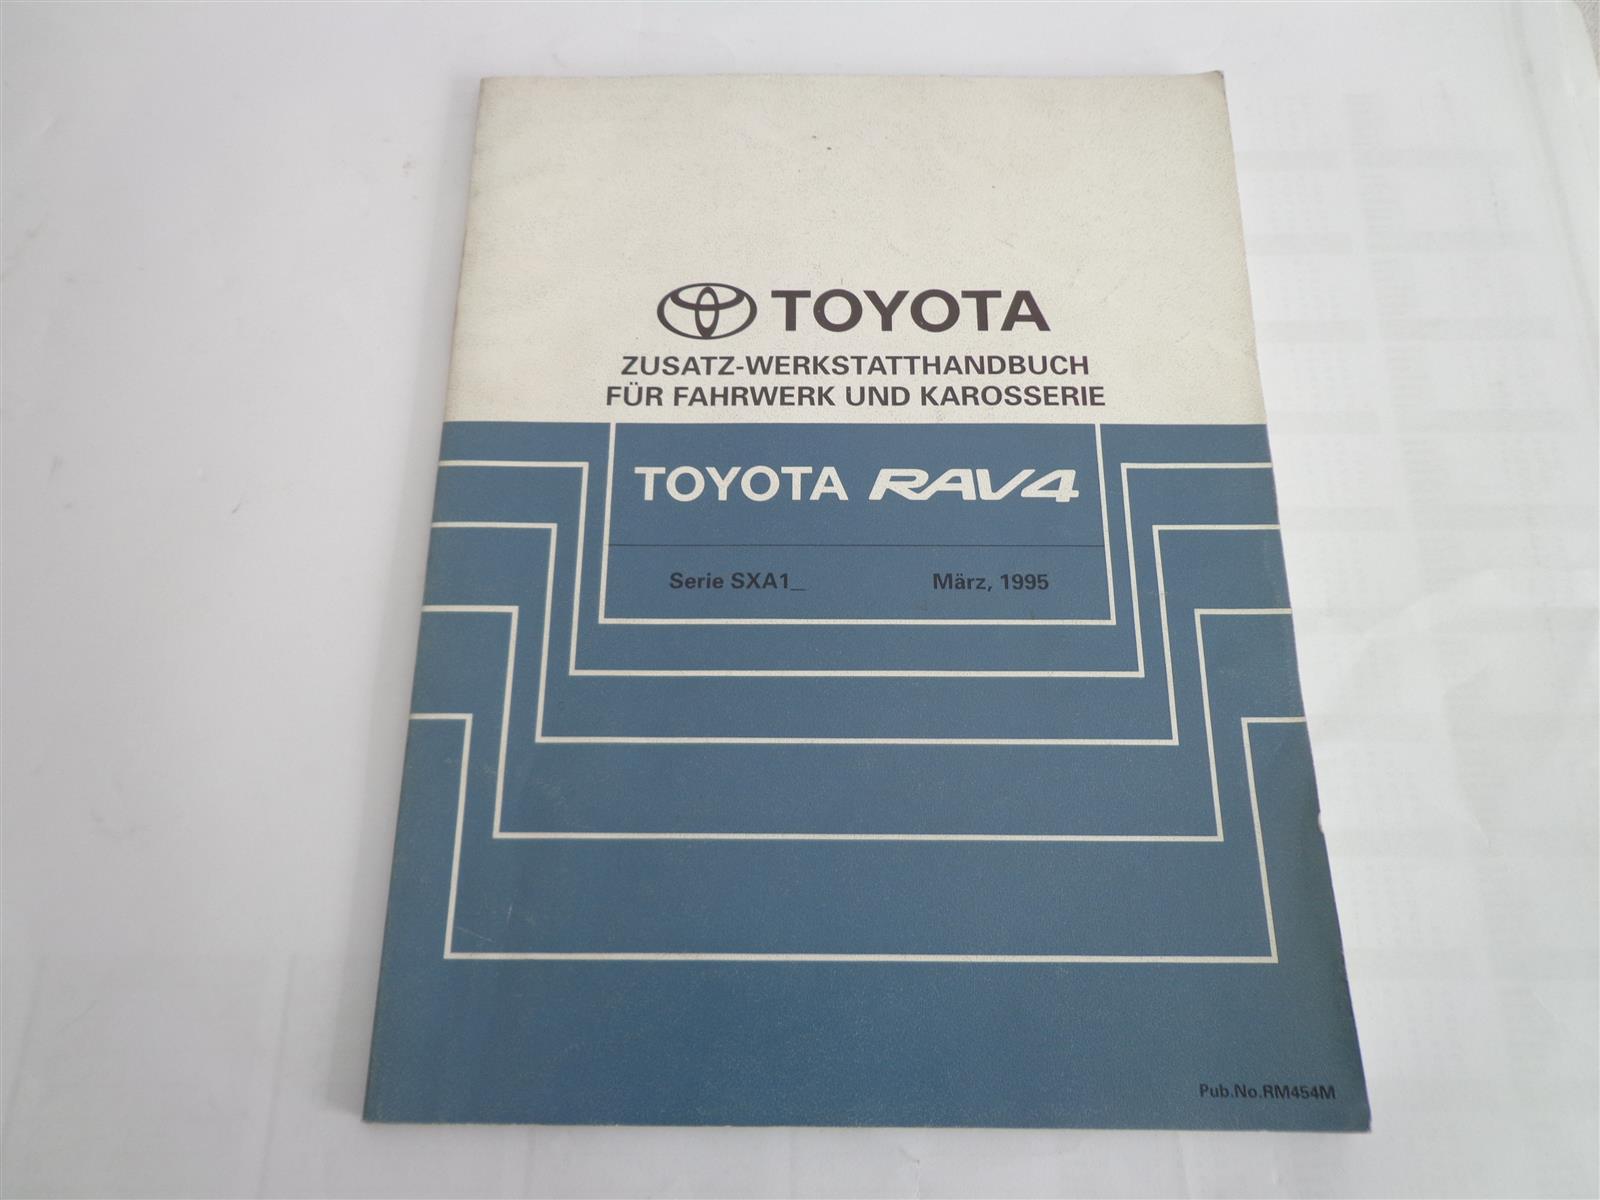 TOYOTA
ZUSATZ-WERKSTATTHANDBUCH
FÜR FAHRWERK UND KAROSSERIE
TOYOTA RAV4
Serie SXA1_ März, 1995
Pub.No.RM454M